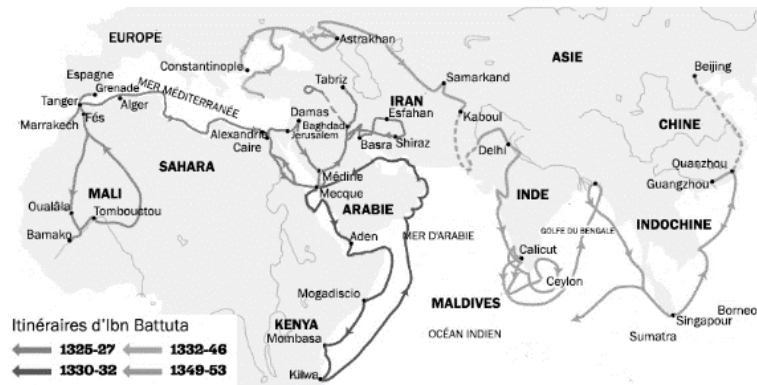 EUROPE
ASIE
Astrakhan
Constantinople
Beijing
Espagne
Grenade
MER MÉDITERRANÉE
Tabriz
Samarkand
Tanger
Alger
IRAN
Esfahan
Marrakech
Fés
Damas
Kaboul
CHINE
Alexandrie
Baghdad
Jerusalem
Caire
Basra
Shiraz
Delhi
SAHARA
Quanzhou
Médine
Guangzhou
MALI
Mecque
INDE
Oualâla
Tombouctou
ARABIE
INDOCHINE
Bamako
Aden
MER D'ARABIE
GOLFE DU BENGALE
Calicut
Ceylon
Mogadiscio
MALDIVES
Borneo
Singapour
KENYA
OCÉAN INDIEN
Sumatra
Mombasa
Kilwa
Itinéraires d'Ibn Battuta
1325-27 1332-46
1330-32 1349-53